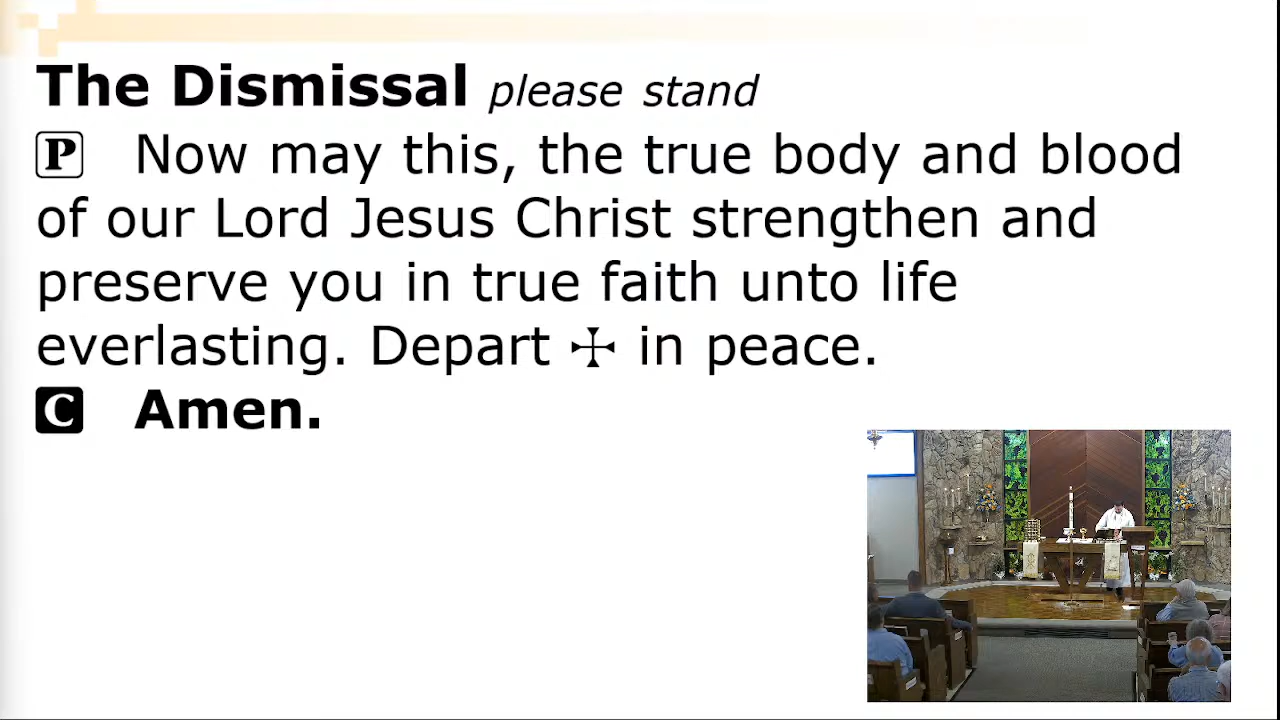 The Dismissal please stand
P Now may this, the true body and blood
of our Lord Jesus Christ strengthen and
preserve you in true faith unto life
everlasting. Depart ☩ in peace.
C Amen.